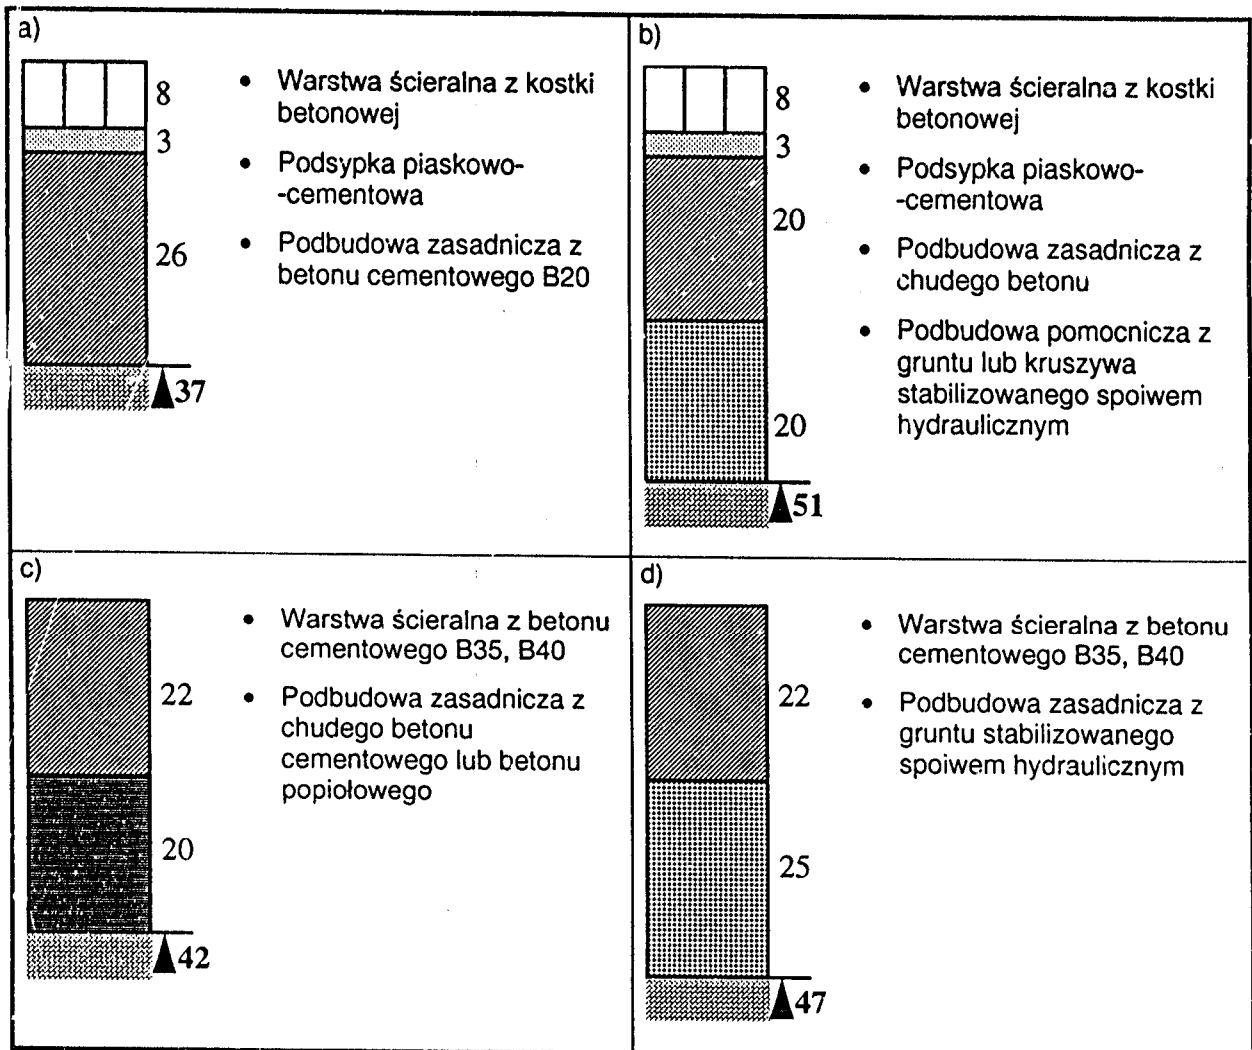 a)
8
3
26
37
• Warstwa ścieralna z kostki
betonowej
• Podsypka piaskowo-
-cementowa
• Podbudowa zasadnicza z
betonu cementowego B20
b)
8
3
20
20
51
• Warstwa ścieralna z kostki
betonowej
• Podsypka piaskowo-
-cementowa
• Podbudowa zasadnicza z
chudego betonu
• Podbudowa pomocnicza z
gruntu lub kruszywa
stabilizowanego spoiwem
hydraulicznym
c)
22
20
42
• Warstwa ścieralna z betonu
cementowego B35, B40
• Podbudowa zasadnicza z
chudego betonu
cementowego lub betonu
popiołowego
d)
22
25
47
• Warstwa ścieralna z betonu
cementowego B35, B40
• Podbudowa zasadnicza z
gruntu stabilizowanego
spoiwem hydraulicznym